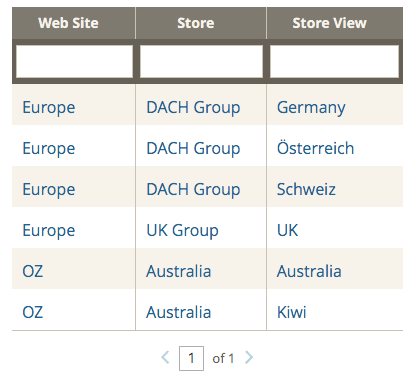 Web Site Store Store View
Europe DACH Group Germany
Europe DACH Group Österreich
Europe DACH Group Schweiz
Europe UK Group UK
OZ Australia Australia
OZ Australia Kiwi
1 of 1